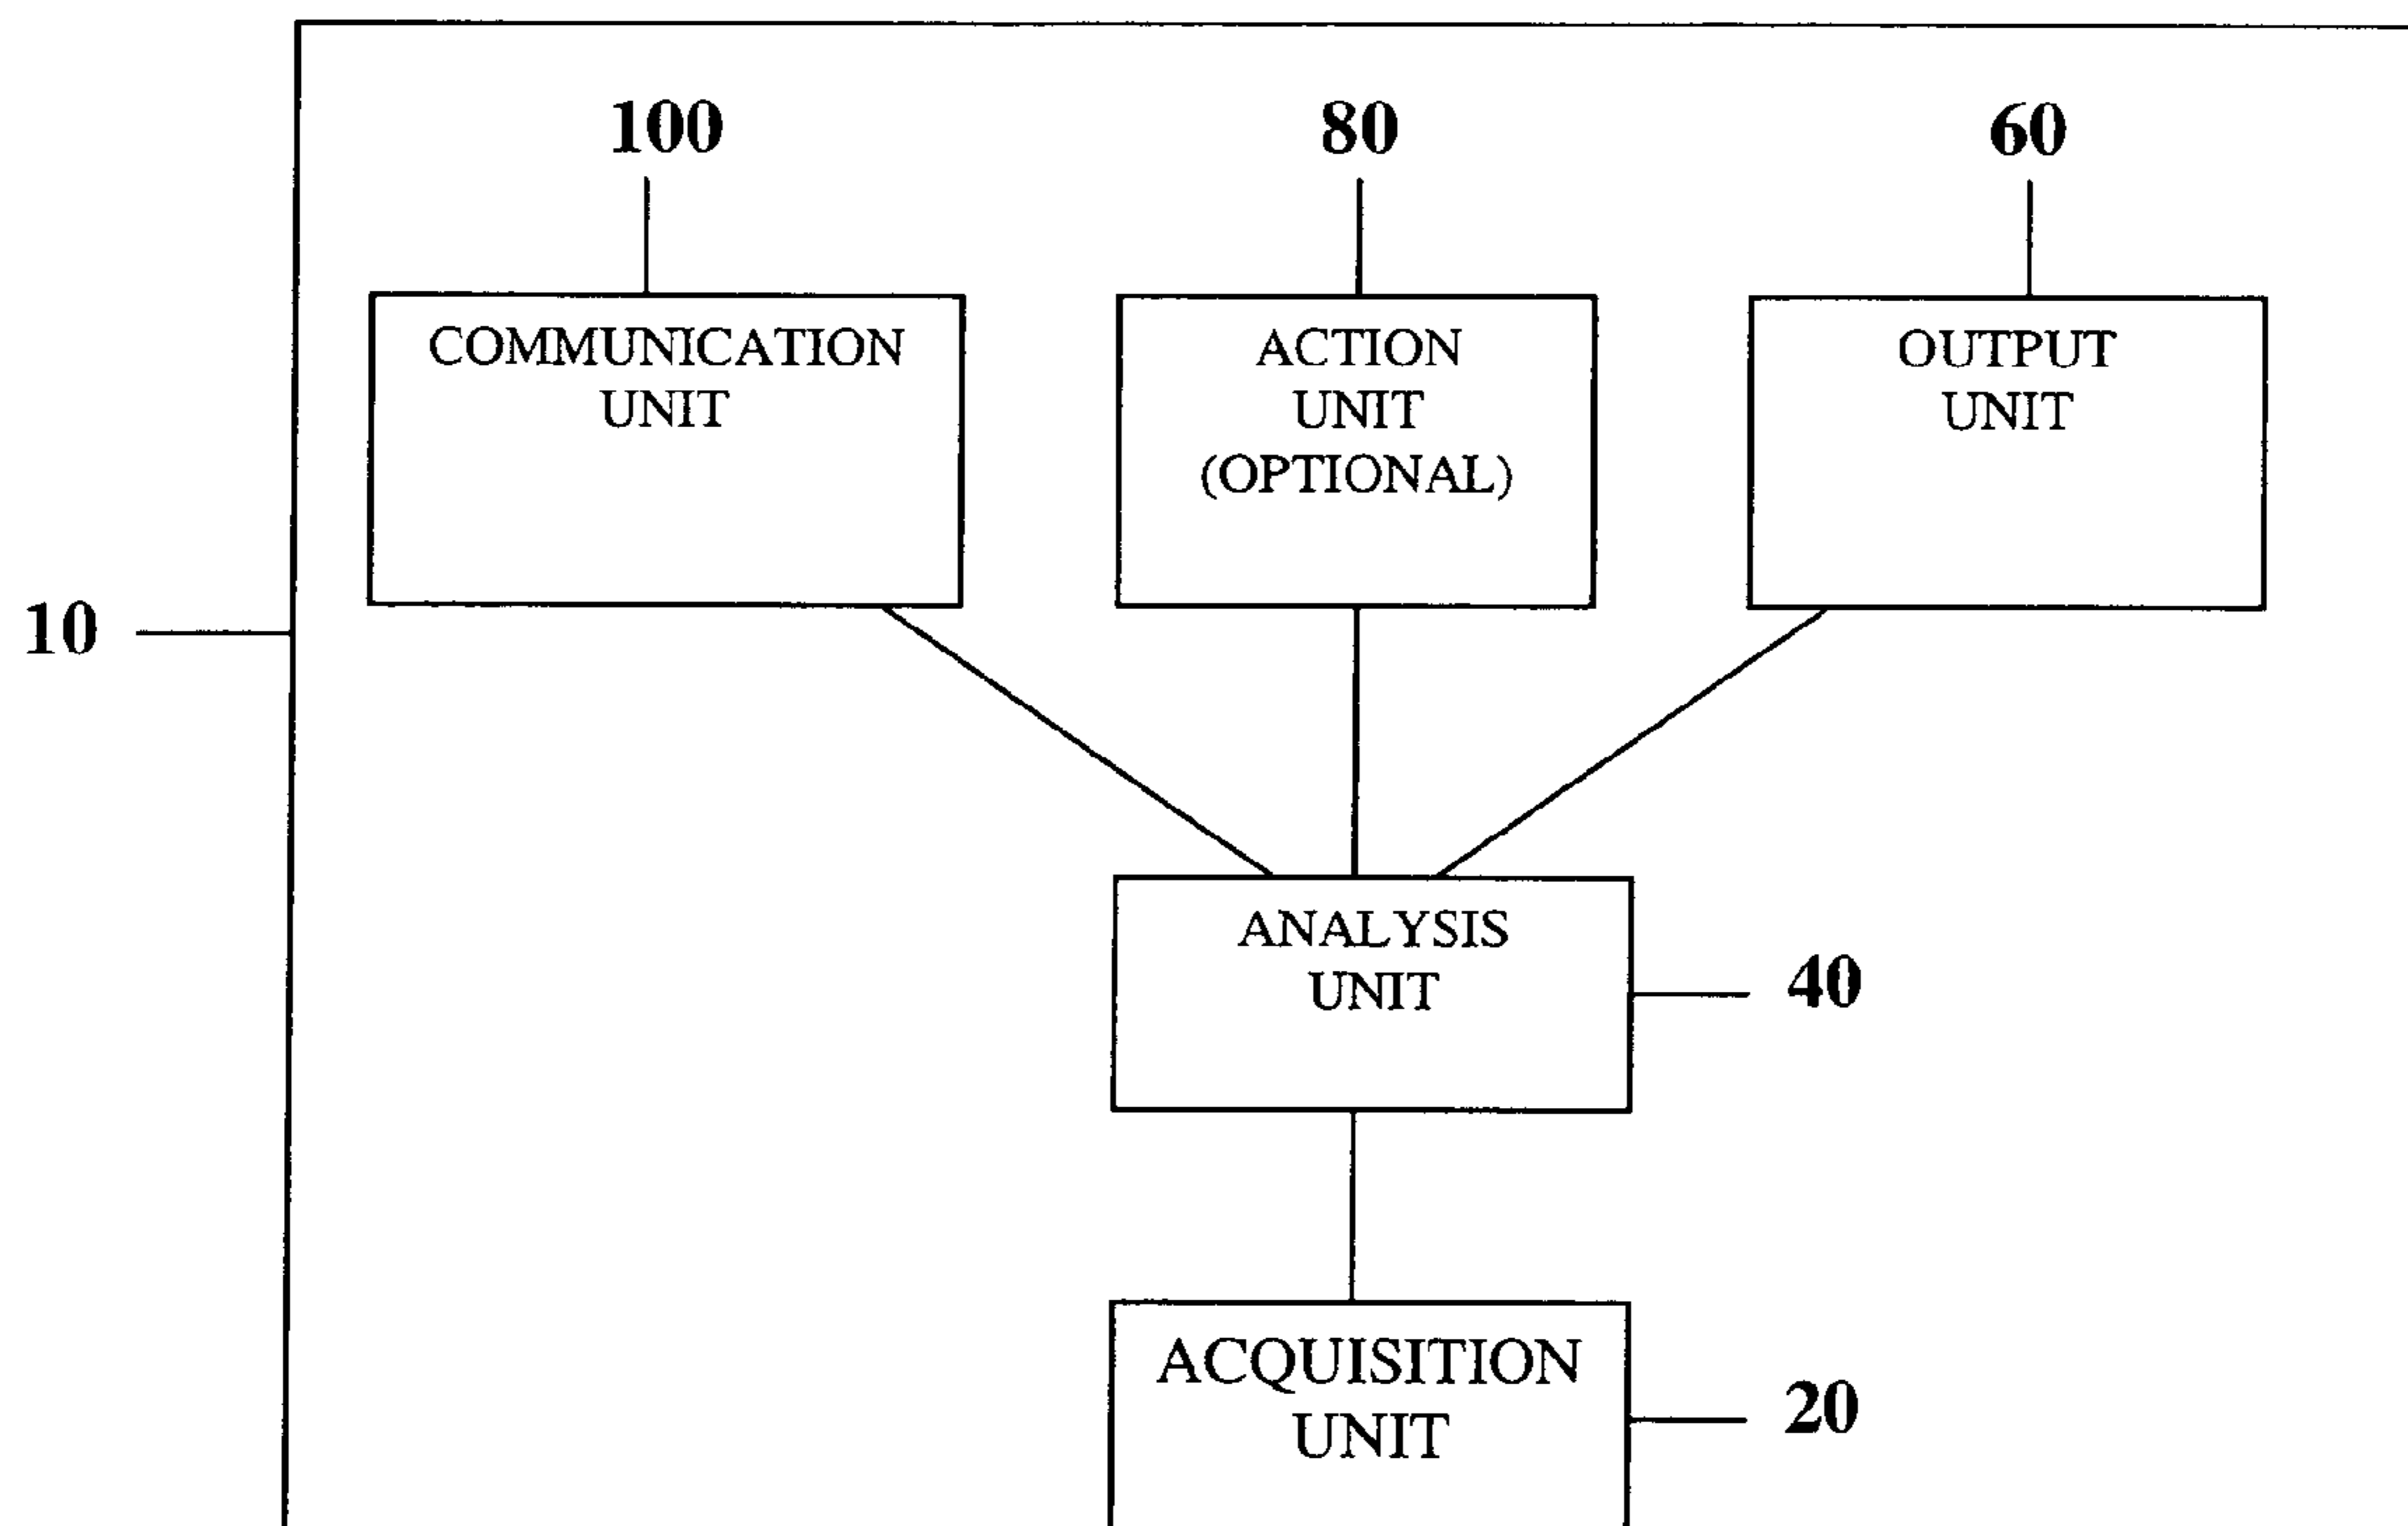 100
80
60
COMMUNICATION
UNIT
ACTION
UNIT
(OPTIONAL)
OUTPUT
UNIT
10
ANALYSIS
UNIT
40
ACQUISITION
UNIT
20